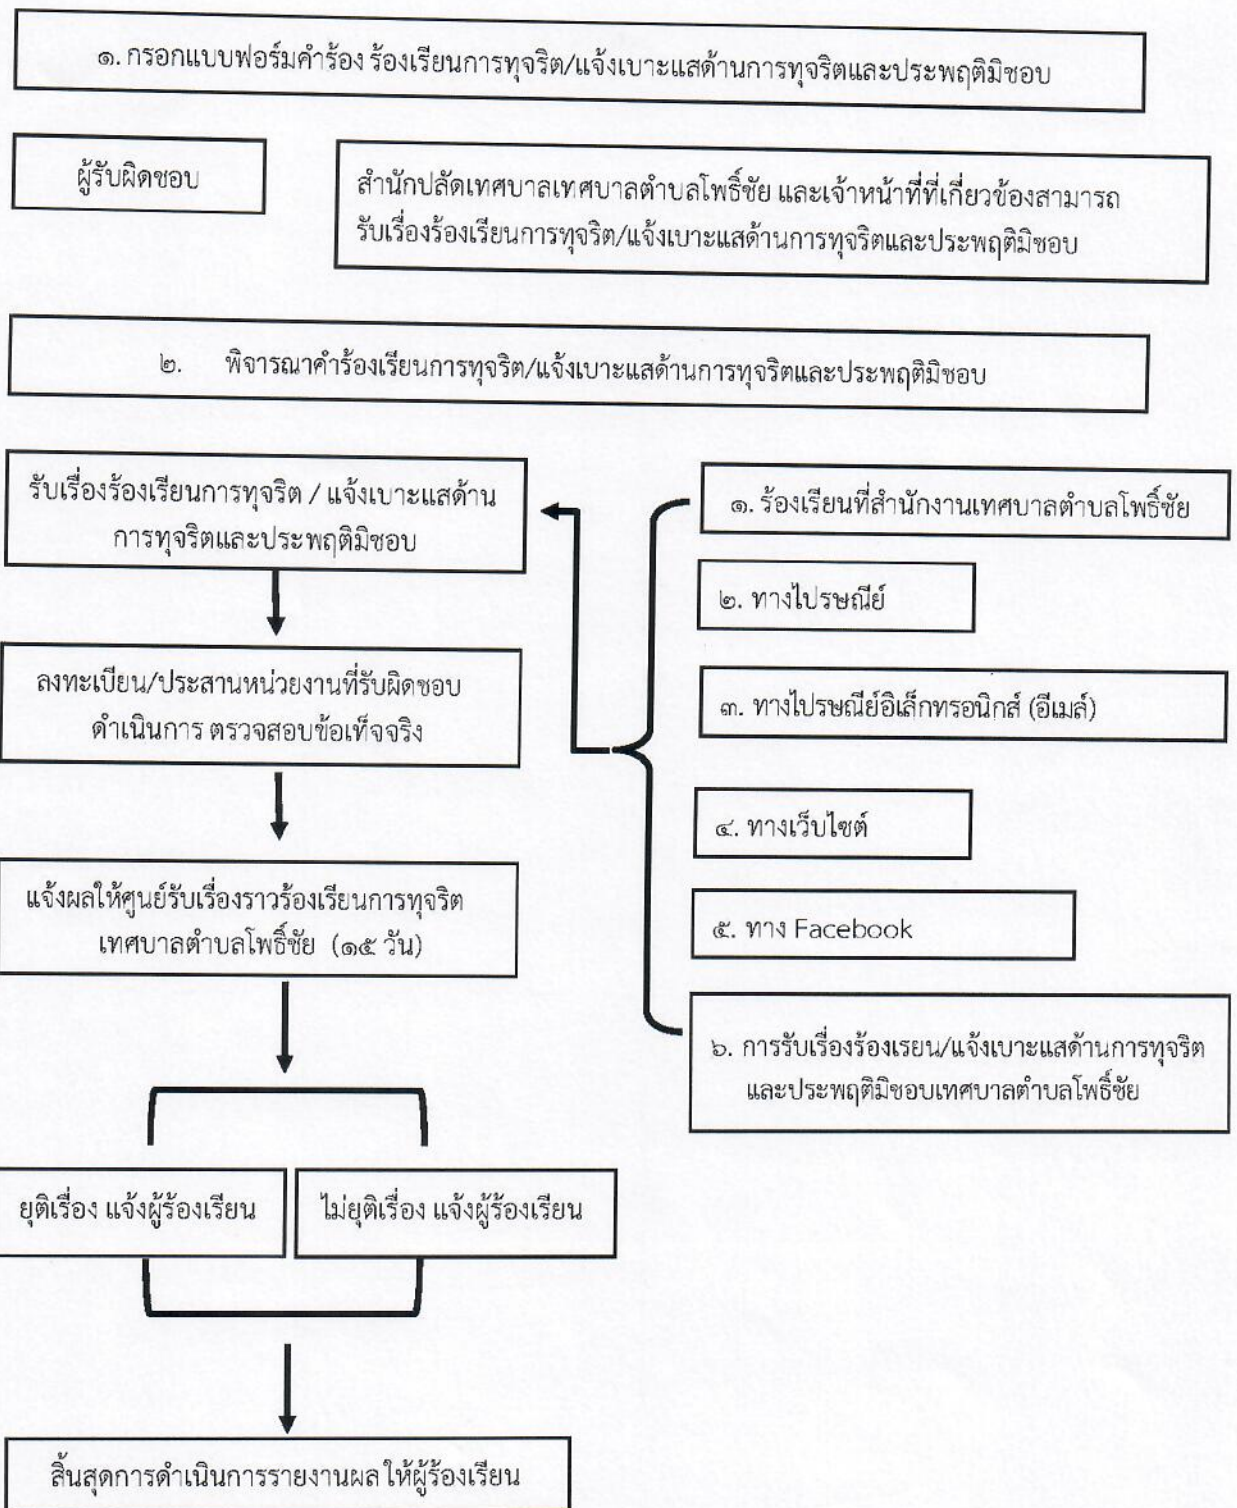 ๑. กรอกแบบฟอร์มคำร้อง ร้องเรียนการทุจริต/แจ้งเบาะแสด้านการทุจริตและประพฤติมิชอบ
ผู้รับผิดชอบ
สำนักปลัดเทศบาลเทศบาลตำบลโพธิ์ชัย และเจ้าหน้าที่ที่เกี่ยวข้องสามารถ
รับเรื่องร้องเรียนการทุจริต/แจ้งเบาะแสด้านการทุจริตและประพฤติมิชอบ
๒. พิจารณาคำร้องเรียนการทุจริต/แจ้งเบาะแสด้านการทุจริตและประพฤติมิชอบ
รับเรื่องร้องเรียนการทุจริต / แจ้งเบาะแสด้าน
การทุจริตและประพฤติมิชอบ
ลงทะเบียน/ประสานหน่วยงานที่รับผิดชอบ
ดำเนินการ ตรวจสอบข้อเท็จจริง
แจ้งผลให้ศูนย์รับเรื่องราวร้องเรียนการทุจริต
เทศบาลตำบลโพธิ์ชัย (๑๕ วัน)
๑. ร้องเรียนที่สำนักงานเทศบาลตำบลโพธิ์ชัย
๒. ทางไปรษณีย์
๓. ทางไปรษณีย์อิเล็กทรอนิกส์ (อีเมล์)
๔. ทางเว็บไซต์
๕. ทาง Facebook
๖. การรับเรื่องร้องเรยน/แจ้งเบาะแสด้านการทุจริต
และประพฤติมิชอบเทศบาลตำบลโพธิ์ชัย
ยุติเรื่อง แจ้งผู้ร้องเรียน
ไม่ยุติเรื่อง แจ้งผู้ร้องเรียน
สิ้นสุดการดำเนินการรายงานผล ให้ผู้ร้องเรียน